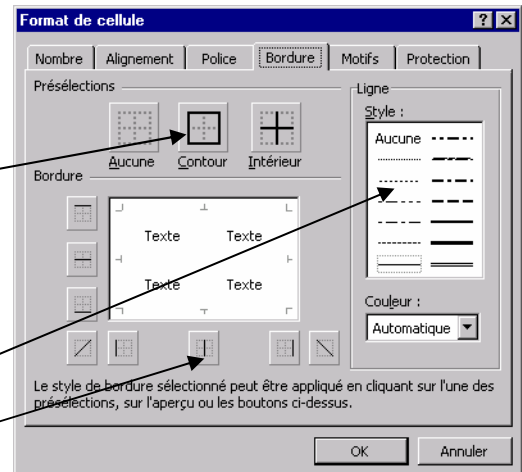 Format de cellule
Nombre Alignement Police Bordure Motifs Protection
Présélections
Aucune Contour Intérieur
Bordure
Texte Texte
Texte Texte
Ligne
Style :
Aucune
Couleur :
Automatique
Le style de bordure sélectionné peut être appliqué en cliquant sur l'une des
présélections, sur l'aperçu ou les boutons ci-dessus.
OK Annuler